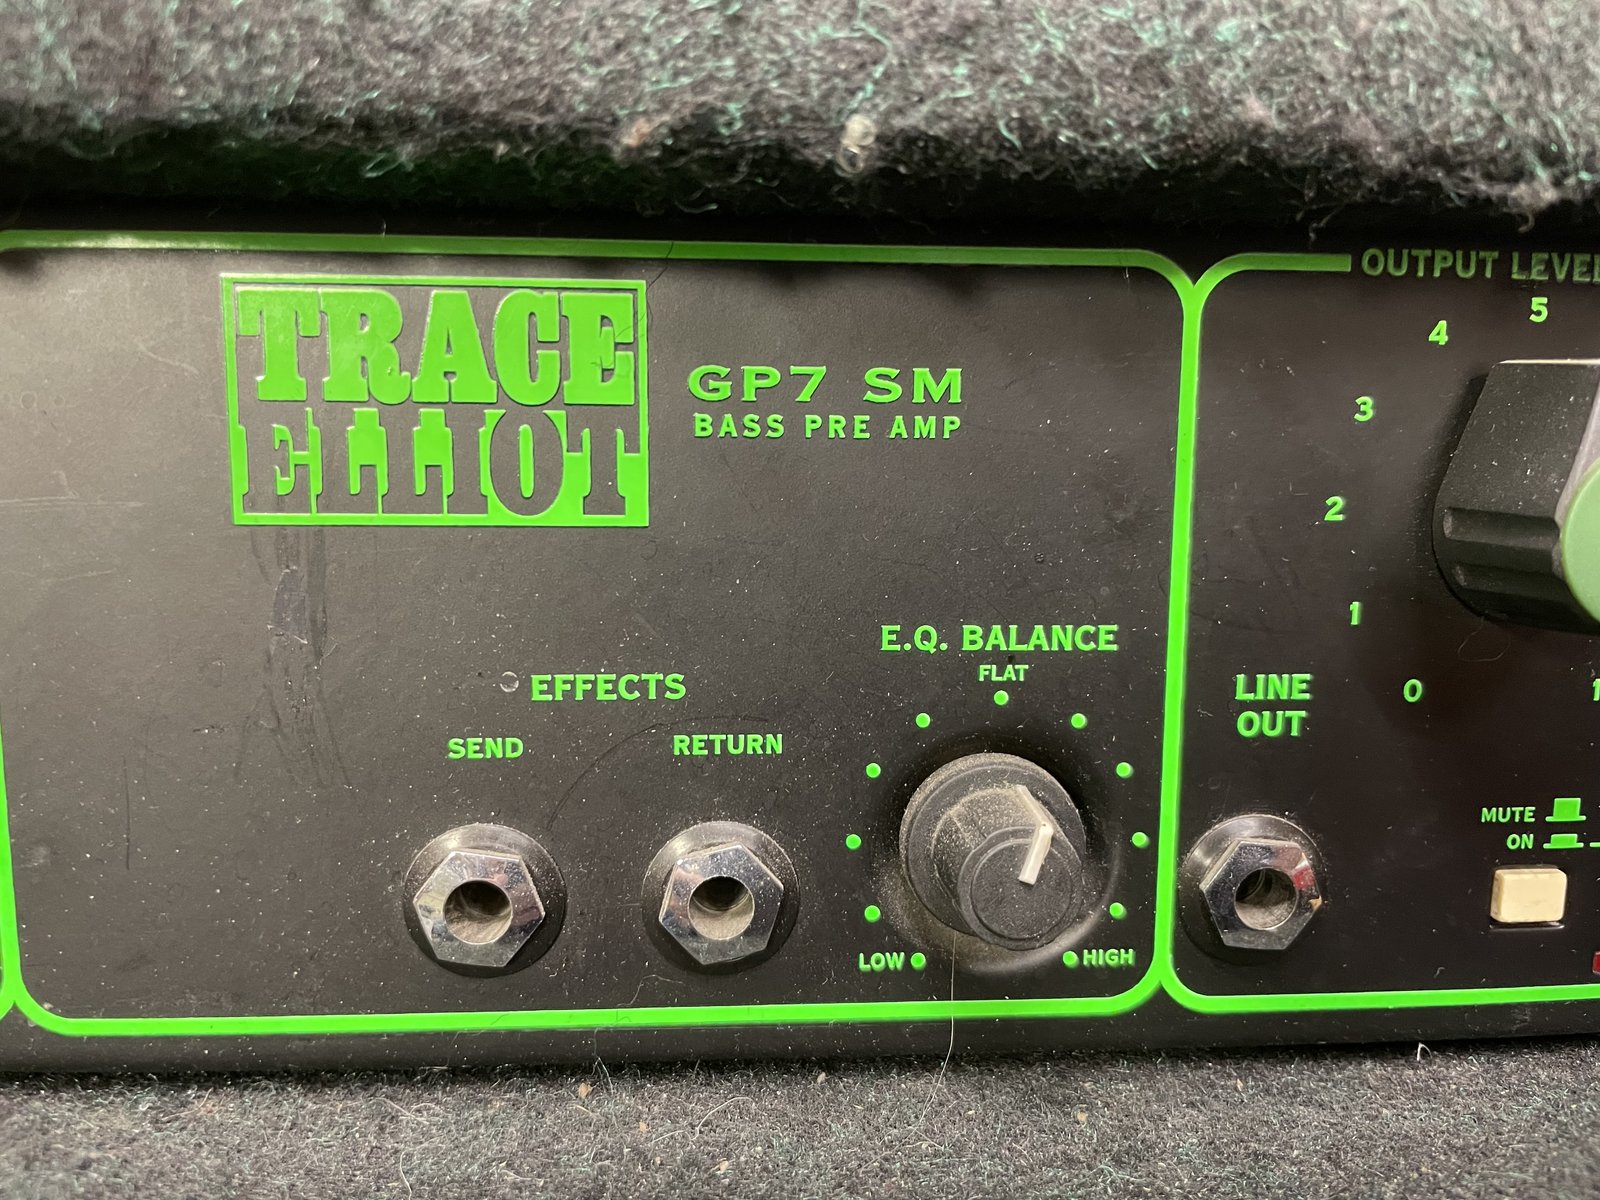 TRACE
ELLIOT
GP7 SM
BASS PRE AMP
EFFECTS
SEND
RETURN
E.Q. BALANCE
FLAT
LOW
HIGH
OUTPUT LEVEL
5
4
3
2
1
0
LINE
OUT
MUTE
ON